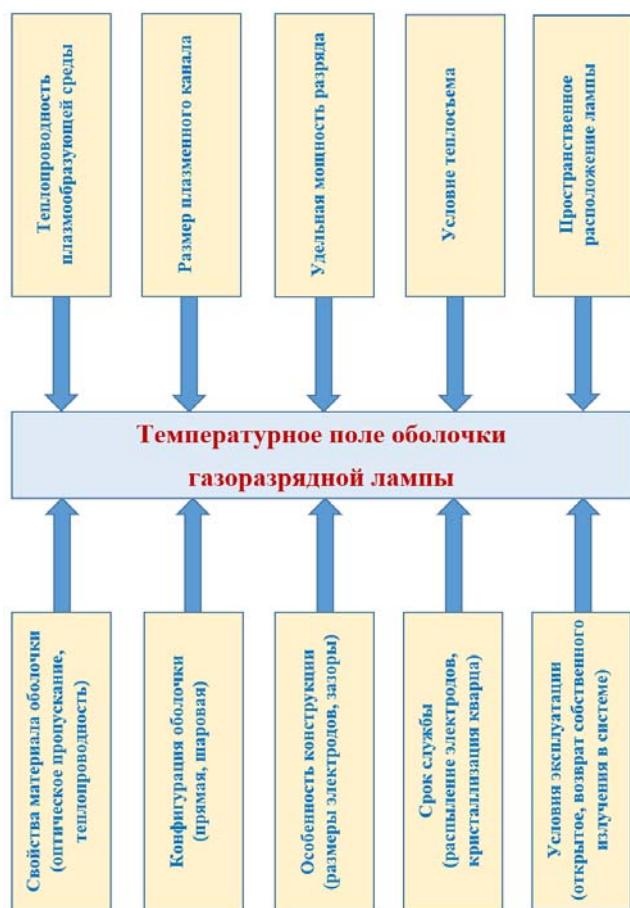 Теплопроводность
плазмообразующей среды
Размер плазменного канала
Удельная мощность разряда
Условие теплосъема
Пространственное
расположение лампы
Температурное поле оболочки
газоразрядной лампы
Свойства материала оболочки
(оптическое пропускание,
теплопроводность)
Конфигурация оболочки
(прямая, шаровая)
Особенность конструкции
(размеры электродов, зазоры)
Срок службы
(распыление электродов,
кристаллизация кварца)
Условия эксплуатации
(открытое, возврат собственного
излучения в системе)